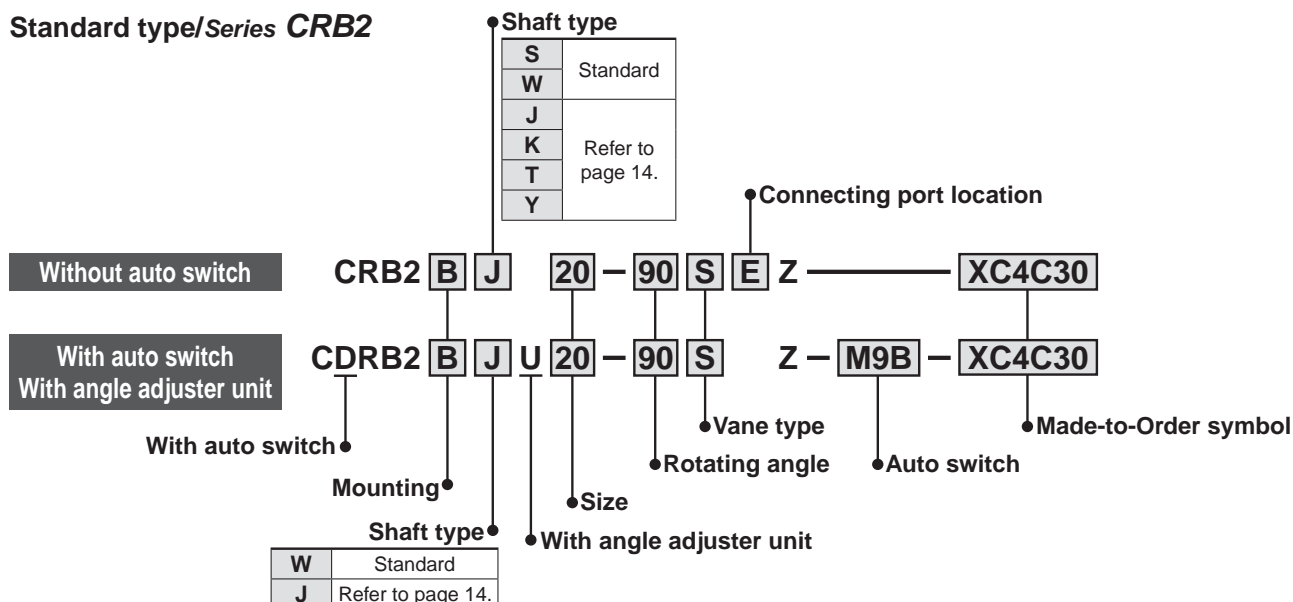 Standard type/Series CRB2
Shaft type
S
W
Standard
J
K
T
Y
Refer to
page 14.
Connecting port location
Without auto switch
CRB2 B J 20 – 90 S E Z — XC4C30
With auto switch
With angle adjuster unit
CDRB2 B J U 20 – 90 S Z – M9B – XC4C30
Vane type
Made-to-Order symbol
With auto switch
Rotating angle
Auto switch
Mounting
Size
Shaft type
With angle adjuster unit
W Standard
J Refer to page 14.